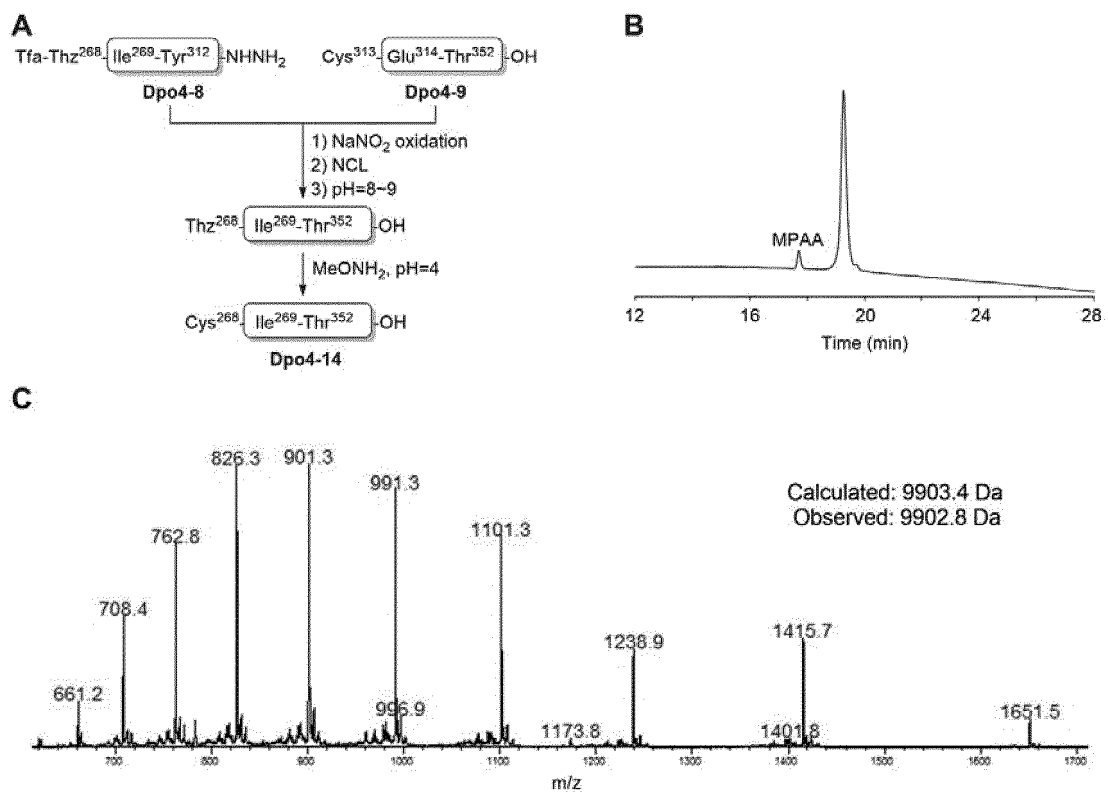 A
Tfa-Thz268 Ile269-Tyr312 NHNH2
Dpo4-8
Cys313 Glu314-Thr352 OH
Dpo4-9
1) NaNO2 oxidation
2) NCL
3) pH=8~9
Thz268 Ile269-Thr352 OH
MeONH2, pH=4
Cys268 Ile269-Thr352 OH
Dpo4-14
B
MPAA
12 16 20 24 28
Time (min)
C
826.3 901.3
991.3
762.8
1101.3
708.4
661.2
996.9
1238.9
1415.7
1173.8
1401.8
1651.5
Calculated: 9903.4 Da
Observed: 9902.8 Da
700 800 900 1000 1100 1200 1300 1400 1500 1600 1700
m/z